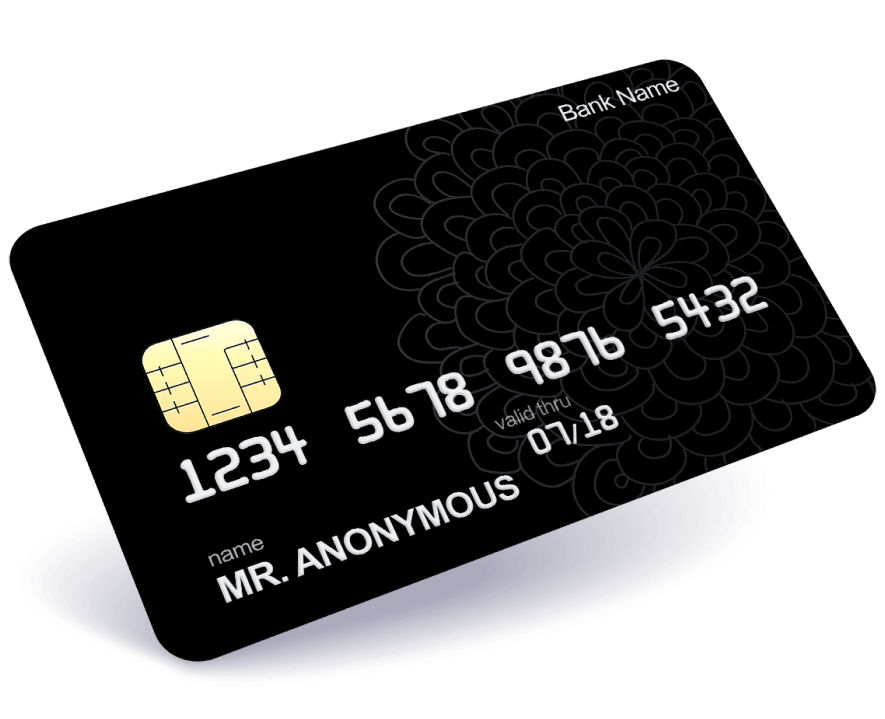 Bank Name
1234 5678 9876 5432
valid thru
07/18
name
MR. ANONYMOUS